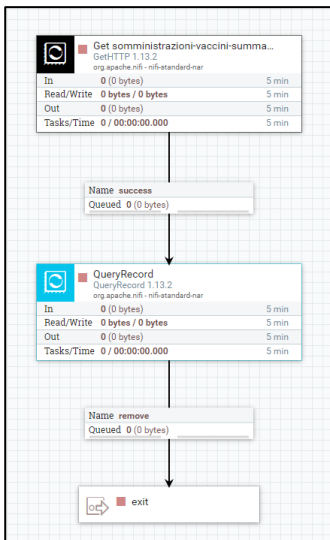 Get somministrazioni-vaccini-summa...
GetHTTP 1.13.2
org.apache.nifi - nifi-standard-nar
In 0 (0 bytes) 5 min
Read/Write 0 bytes / 0 bytes 5 min
Out 0 (0 bytes) 5 min
Tasks/Time 0 / 00:00:00.000 5 min
Name success
Queued 0 (0 bytes)
QueryRecord
QueryRecord 1.13.2
org.apache.nifi - nifi-standard-nar
In 0 (0 bytes) 5 min
Read/Write 0 bytes / 0 bytes 5 min
Out 0 (0 bytes) 5 min
Tasks/Time 0 / 00:00:00.000 5 min
Name remove
Queued 0 (0 bytes)
exit